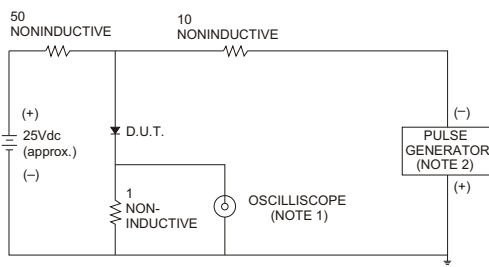 50
NONINDUCTIVE
10
NONINDUCTIVE
(+)
25Vdc
(approx.)
(–)
D.U.T.
1
NON-
INDUCTIVE
OSCILLISCOPE
(NOTE 1)
(–)
PULSE
GENERATOR
(NOTE 2)
(+)